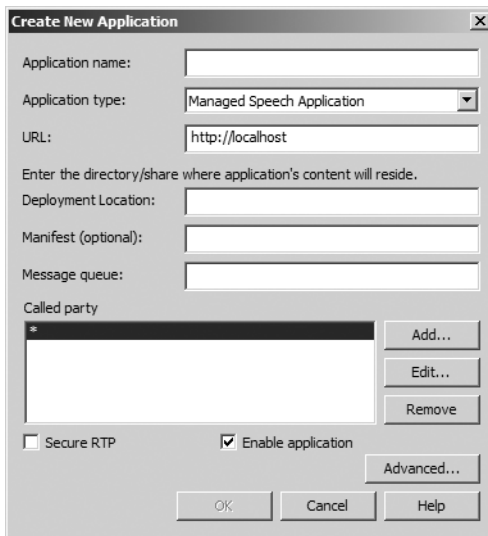 Create New Application
Application name:
Application type: Managed Speech Application
URL: http://localhost
Enter the directory/share where application's content will reside.
Deployment Location:
Manifest (optional):
Message queue:
Called party
*
Add...
Edit...
Remove
Secure RTP Enable application
Advanced...
OK Cancel Help